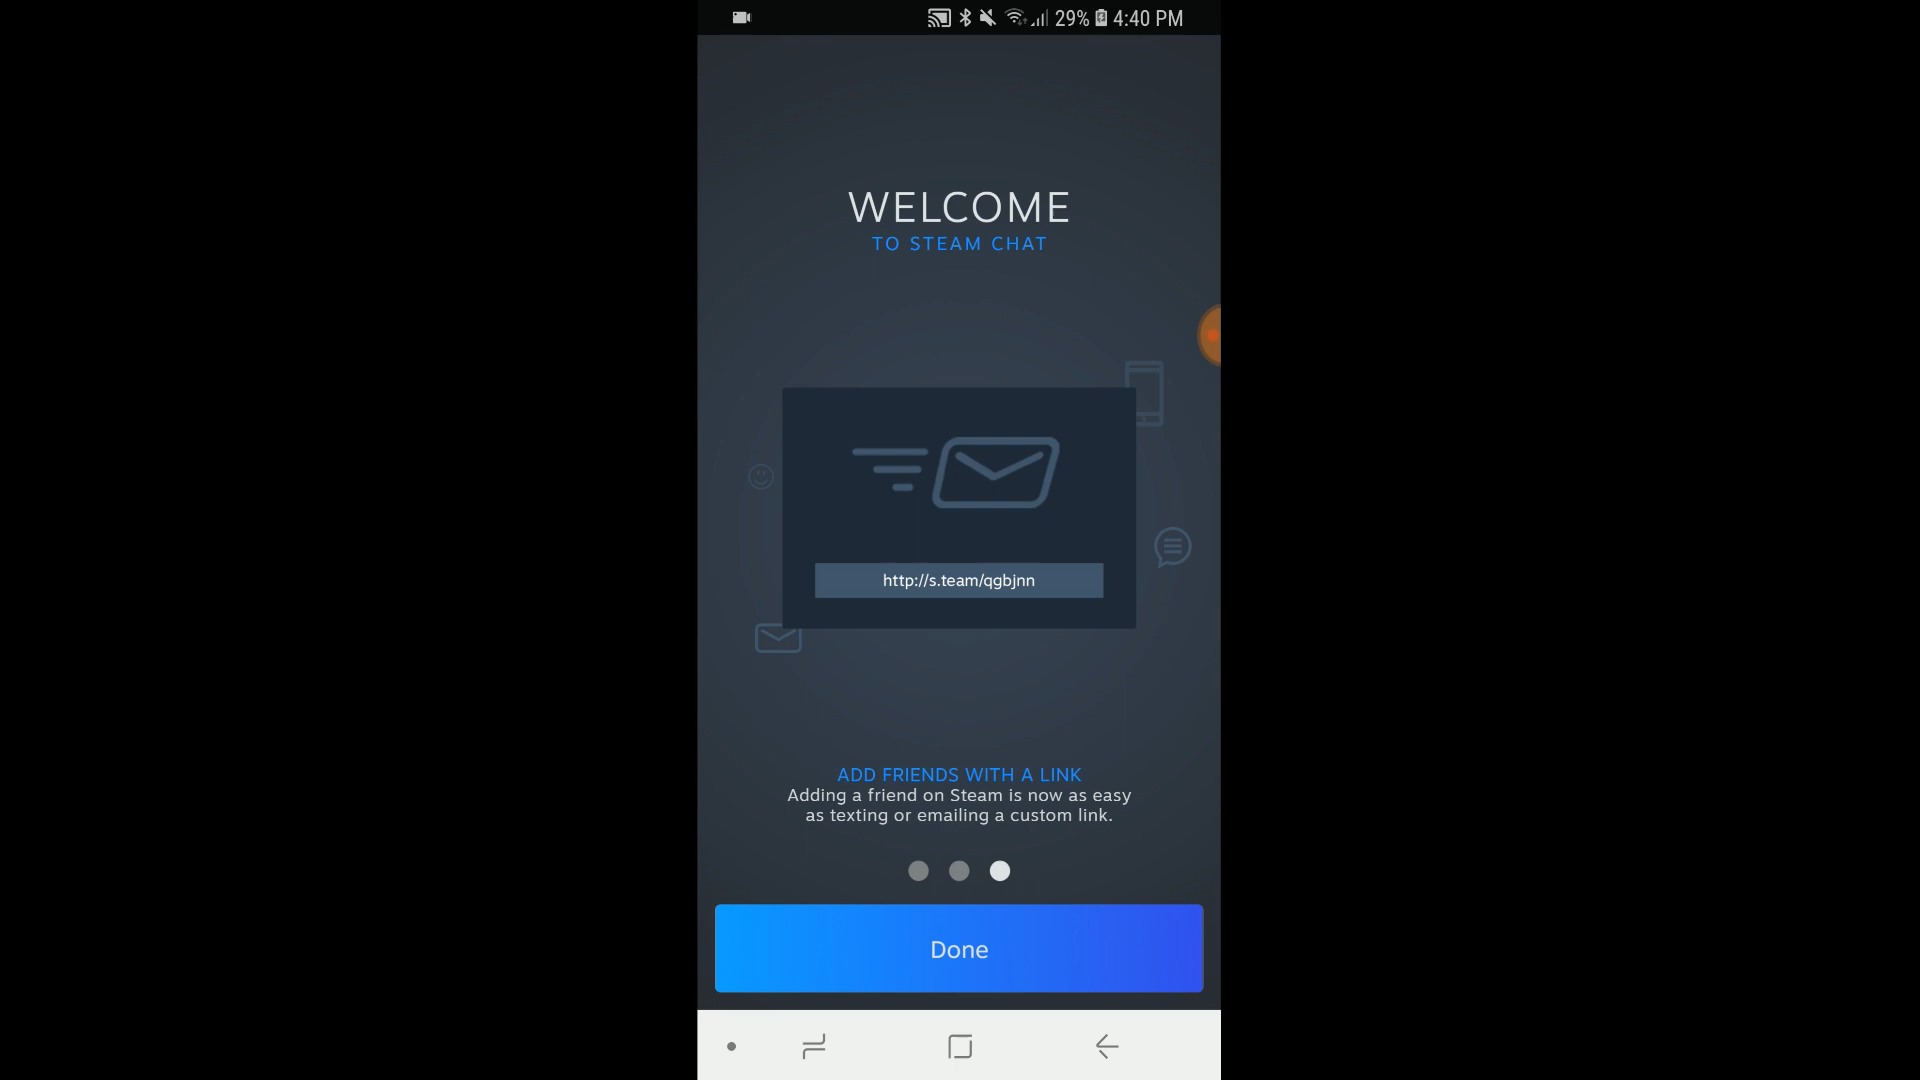 29% 4:40 PM
WELCOME
TO STEAM CHAT
http://s.team/qgbjnn
ADD FRIENDS WITH A LINK
Adding a friend on Steam is now as easy
as texting or emailing a custom link.
Done